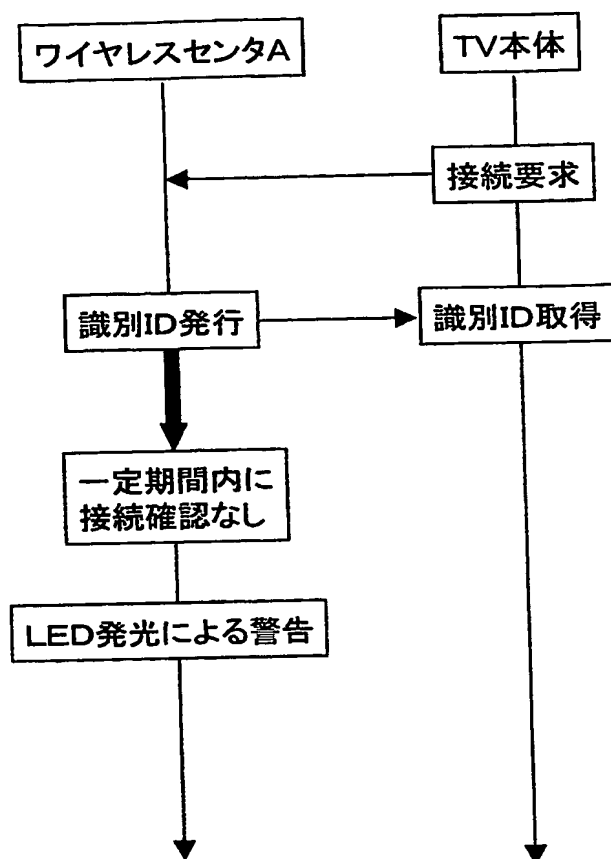 ワイヤレスセンタA
TV本体
接続要求
識別ID発行
識別ID取得
一定期間内に
接続確認なし
LED発光による警告